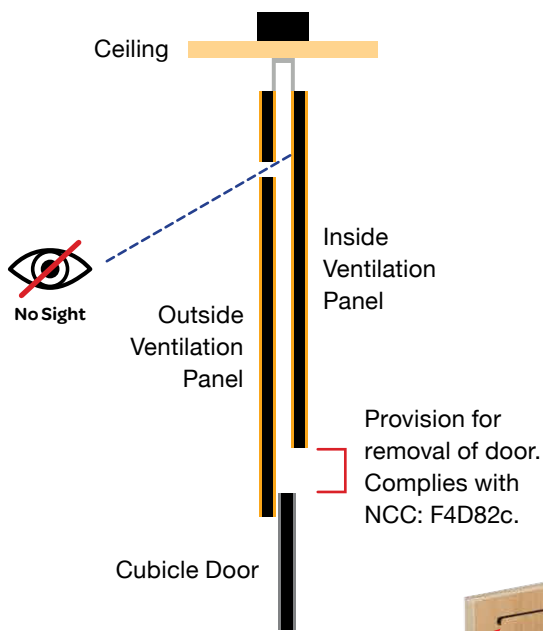 Ceiling
No Sight
Inside
Ventilation
Panel
Outside
Ventilation
Panel
Provision for
removal of door.
Complies with
NCC: F4D82c.
Cubicle Door